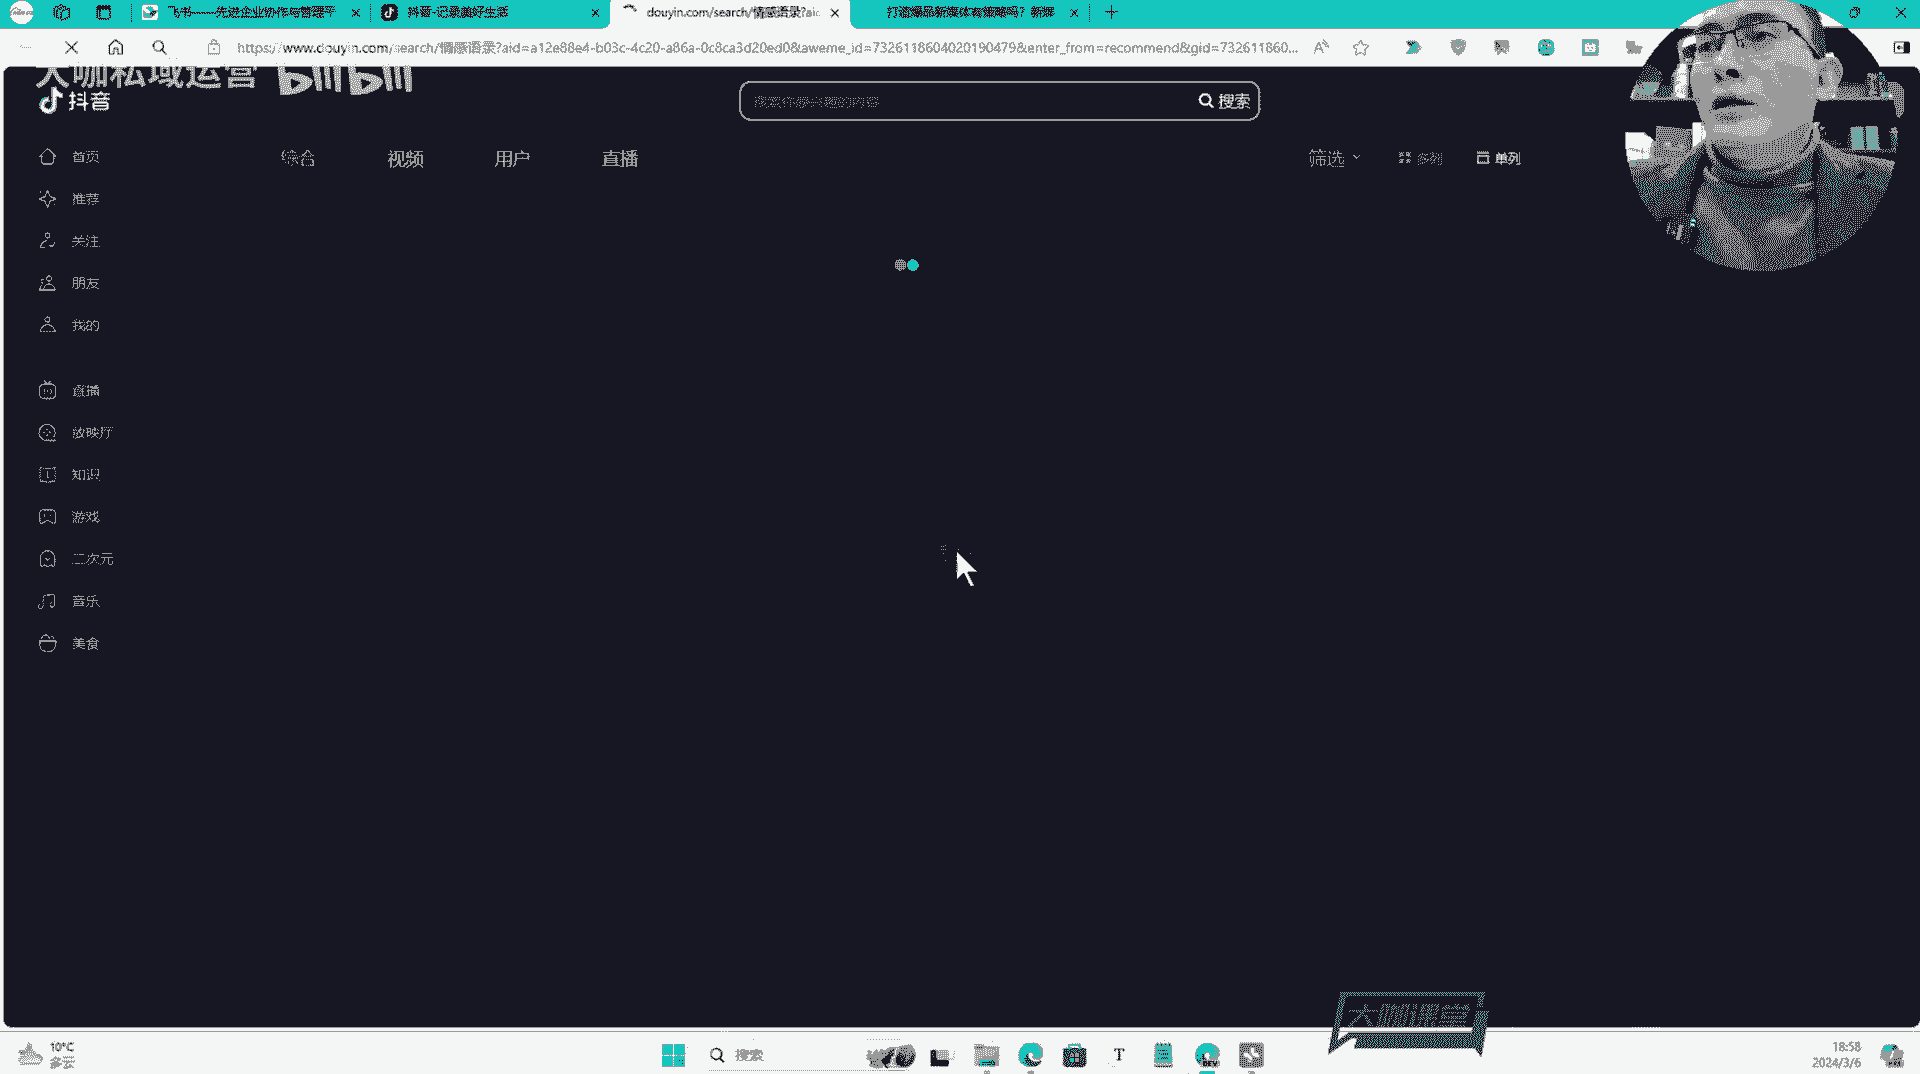 飞书——先进企业协作与管理平
抖音-记录美好生活
douyin.com/search/情感语录?aic
打造爆品新媒体有策略吗？新媒
https://www.douyin.com/search/情感语录?aid=a12e88e4-b03c-4c20-a86a-0c8ca3d20ed0&aweme_id=7326118604020190479&enter_from=recommend&gid=732611860...
大咖私域运营 bilibili
抖音
搜索你感兴趣的内容
搜索
首页
综合
视频
用户
直播
筛选
多列
单列
推荐
关注
朋友
我的
直播
放映厅
知识
游戏
二次元
音乐
美食
大咖课堂
10°C
多云
搜索
T
DEV
18:58
2024/3/6